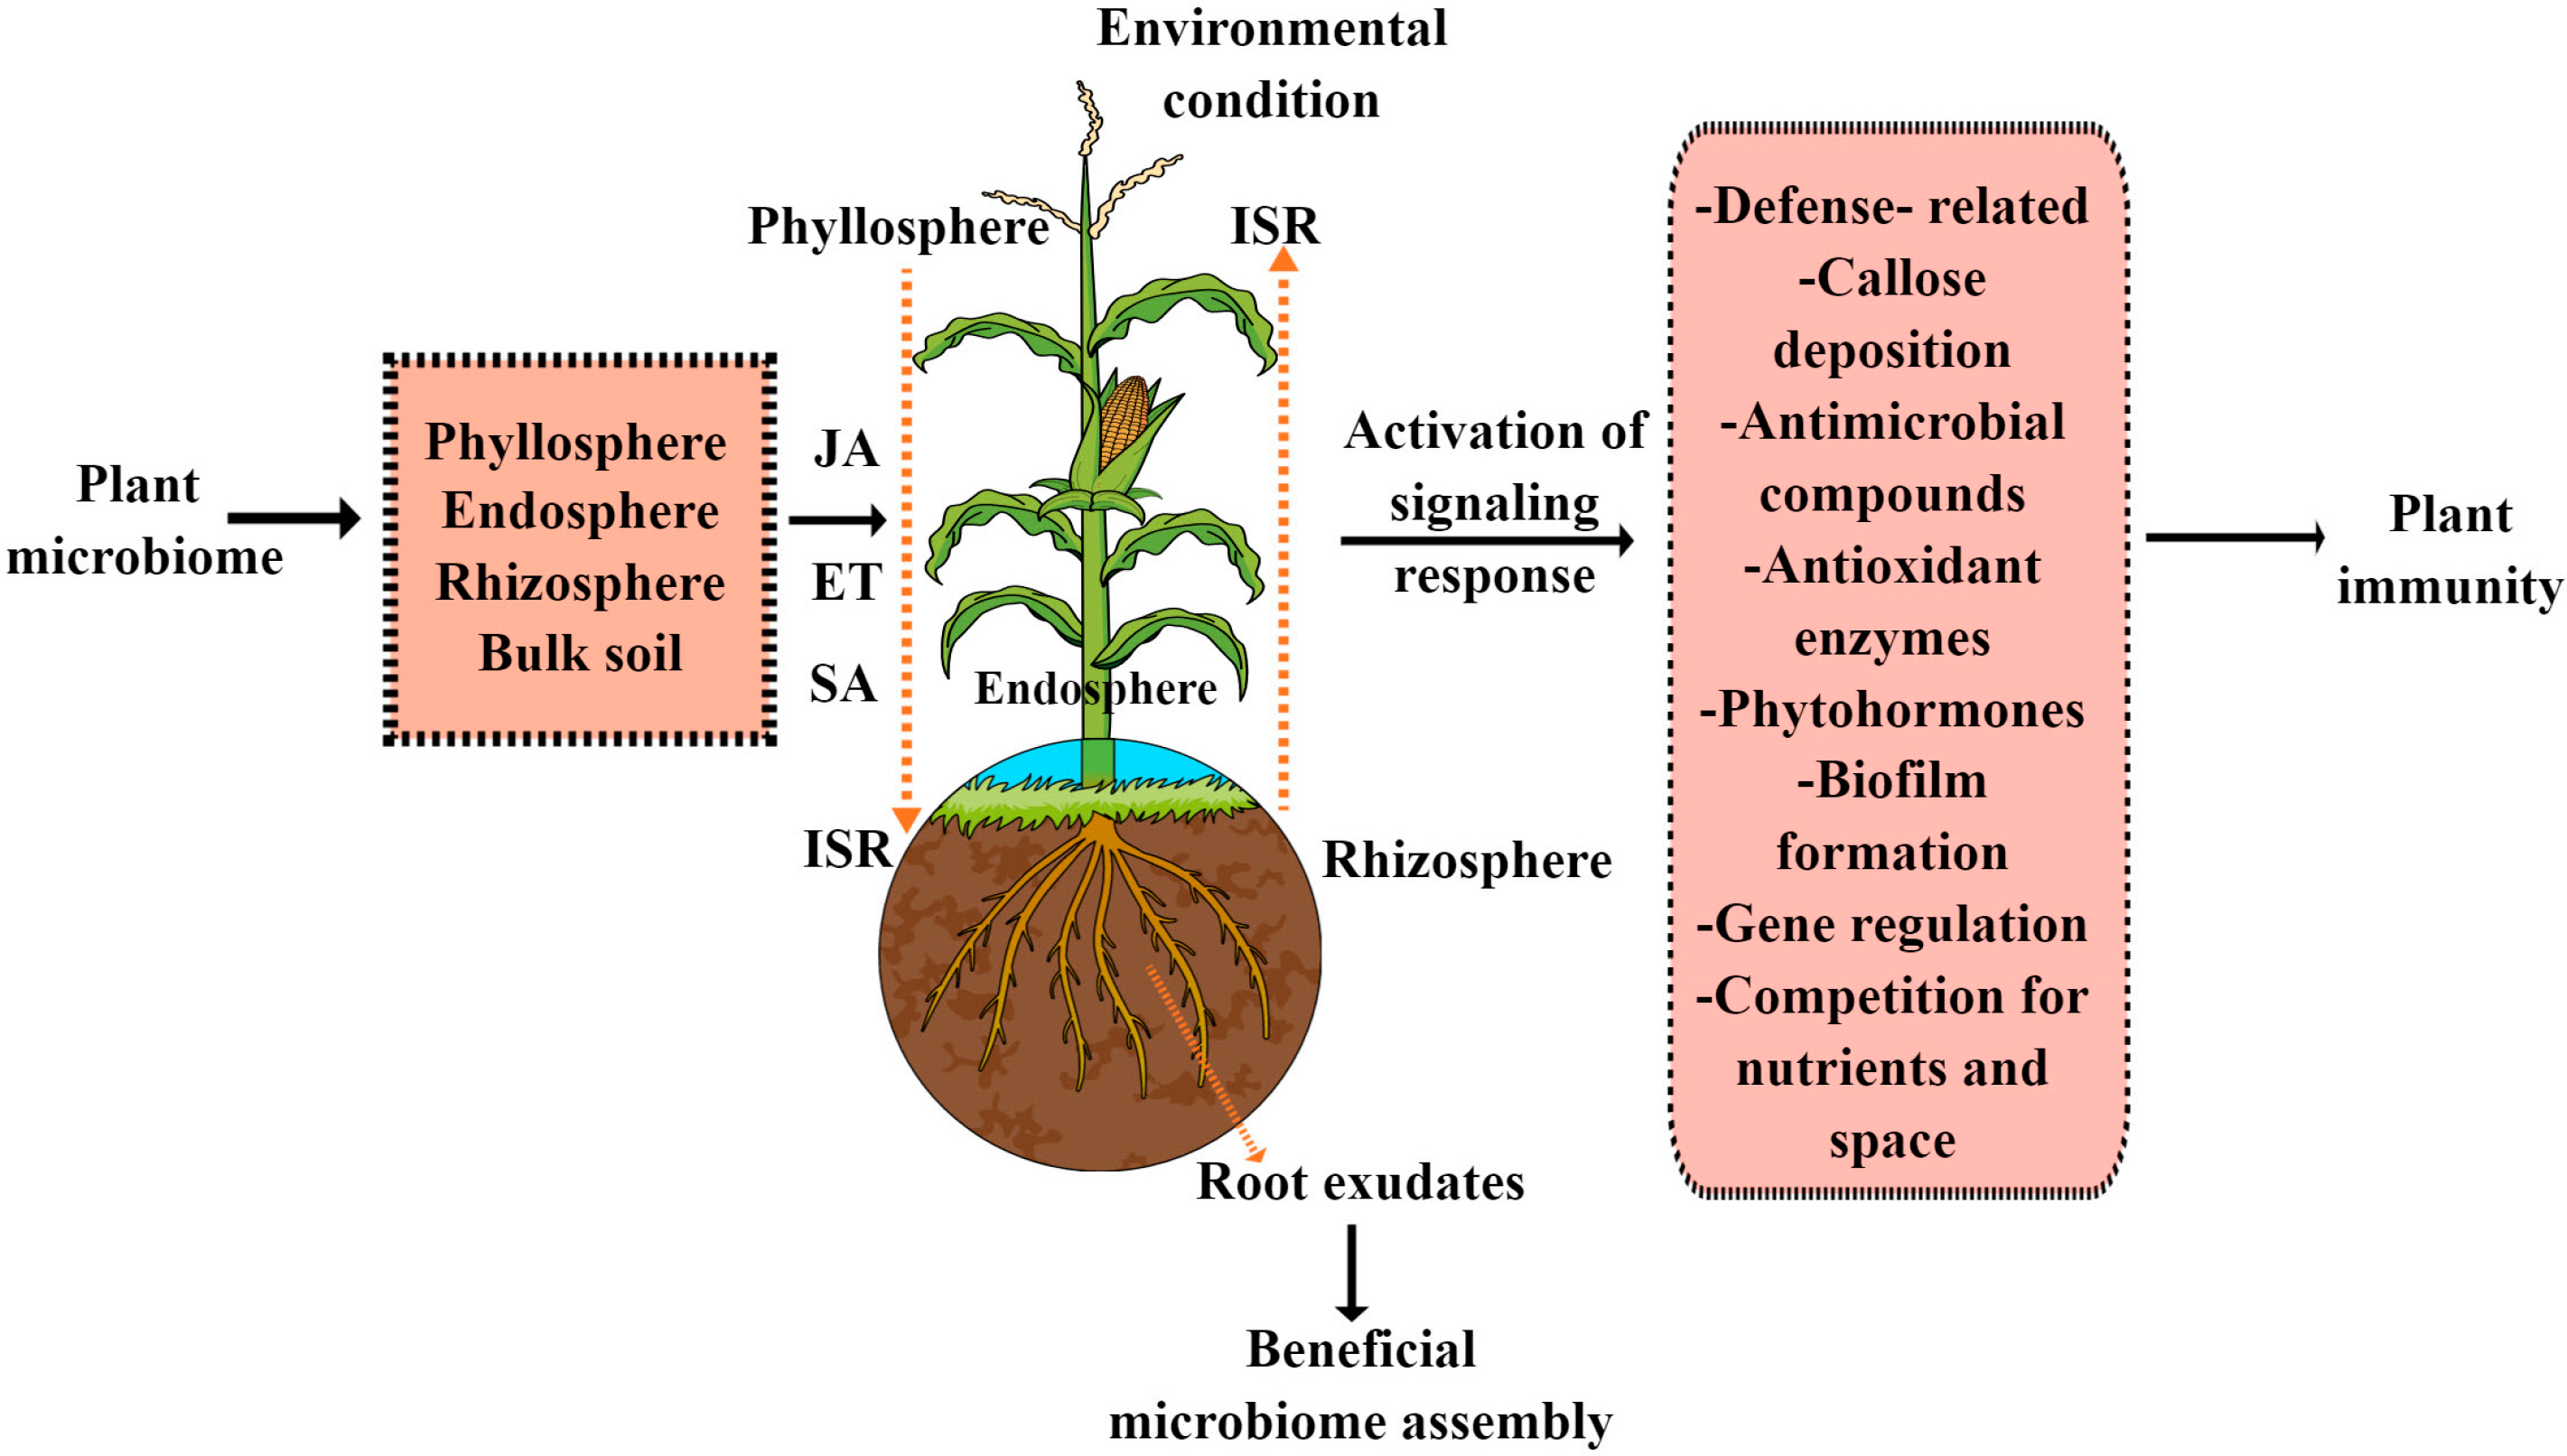 Environmental
condition
Phyllosphere
ISR
Plant
microbiome
Phyllosphere
Endosphere
Rhizosphere
Bulk soil
JA
ET
SA
Endosphere
ISR
Rhizosphere
Root exudates
Beneficial
microbiome assembly
Activation of
signaling
response
-Defense- related
-Callose
deposition
-Antimicrobial
compounds
-Antioxidant
enzymes
-Phytohormones
-Biofilm
formation
-Gene regulation
-Competition for
nutrients and
space
Plant
immunity